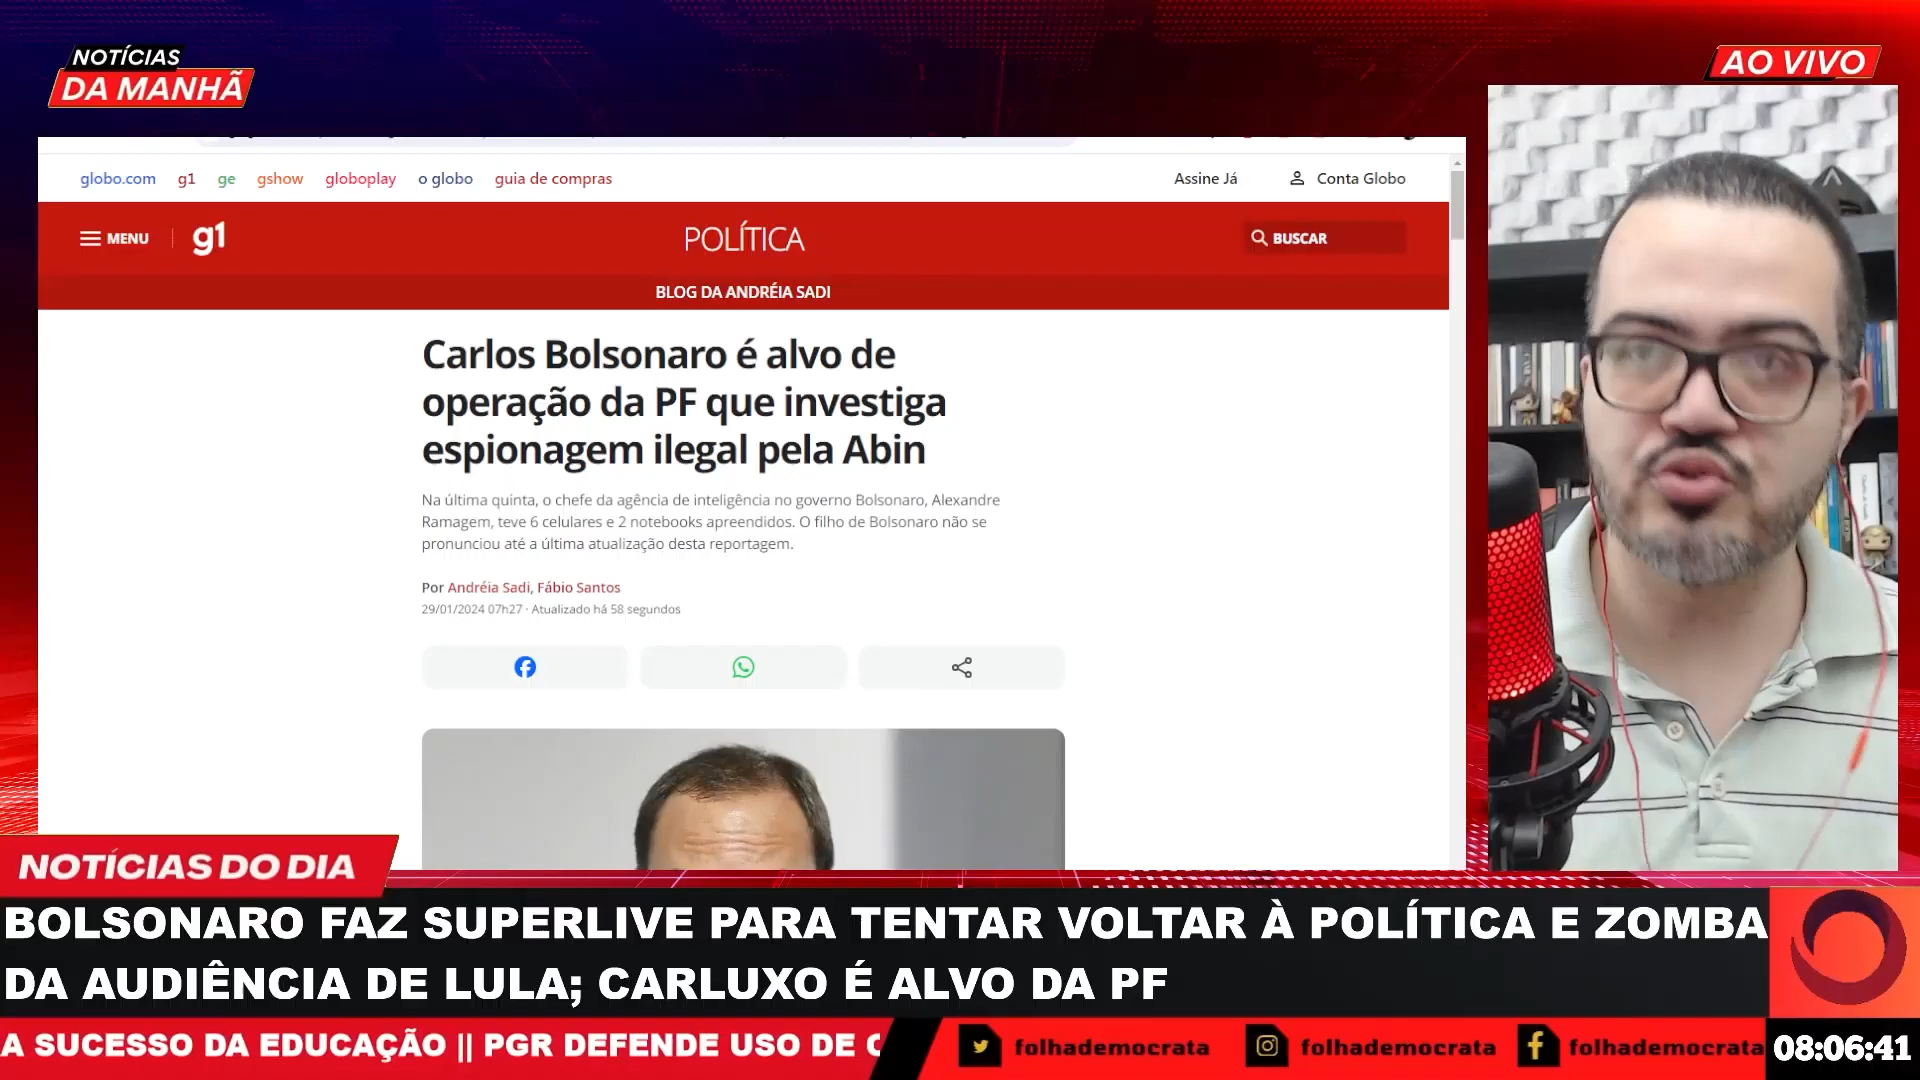 NOTÍCIAS
DA MANHÃ
AO VIVO
globo.com g1 ge gshow globoplay o globo guia de compras Assine Já Conta Globo
MENU g1 POLÍTICA BUSCAR
BLOG DA ANDRÉIA SADI
Carlos Bolsonaro é alvo de
operação da PF que investiga
espionagem ilegal pela Abin
Na última quinta, o chefe da agência de inteligência no governo Bolsonaro, Alexandre
Ramagem, teve 6 celulares e 2 notebooks apreendidos. O filho de Bolsonaro não se
pronunciou até a última atualização desta reportagem.
Por Andréia Sadi, Fábio Santos
29/01/2024 07h27 · Atualizado há 58 segundos
NOTÍCIAS DO DIA
BOLSONARO FAZ SUPERLIVE PARA TENTAR VOLTAR À POLÍTICA E ZOMBA
DA AUDIÊNCIA DE LULA; CARLUXO É ALVO DA PF
A SUCESSO DA EDUCAÇÃO || PGR DEFENDE USO DE
folhademocrata folhademocrata folhademocrata 08:06:41